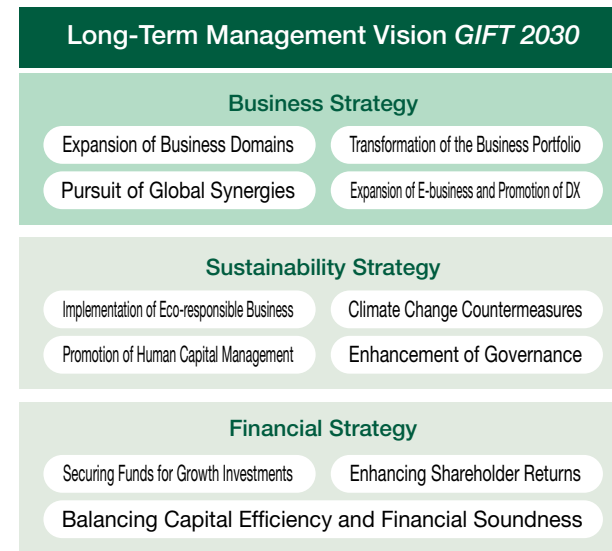 Long-Term Management Vision GIFT 2030
Business Strategy
Expansion of Business Domains
Transformation of the Business Portfolio
Pursuit of Global Synergies
Expansion of E-business and Promotion of DX
Sustainability Strategy
Implementation of Eco-responsible Business
Climate Change Countermeasures
Promotion of Human Capital Management
Enhancement of Governance
Financial Strategy
Securing Funds for Growth Investments
Enhancing Shareholder Returns
Balancing Capital Efficiency and Financial Soundness